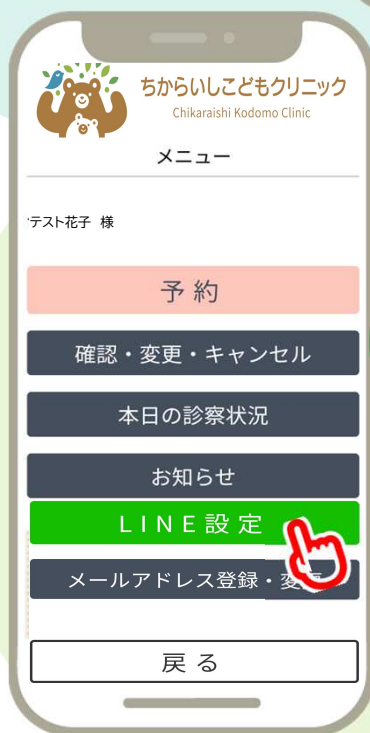 ちからいしこどもクリニック
Chikaraishi Kodomo Clinic
メニュー
テスト花子 様
予約
確認・変更・キャンセル
本日の診察状況
お知らせ
LINE設定
メールアドレス登録・変
戻る